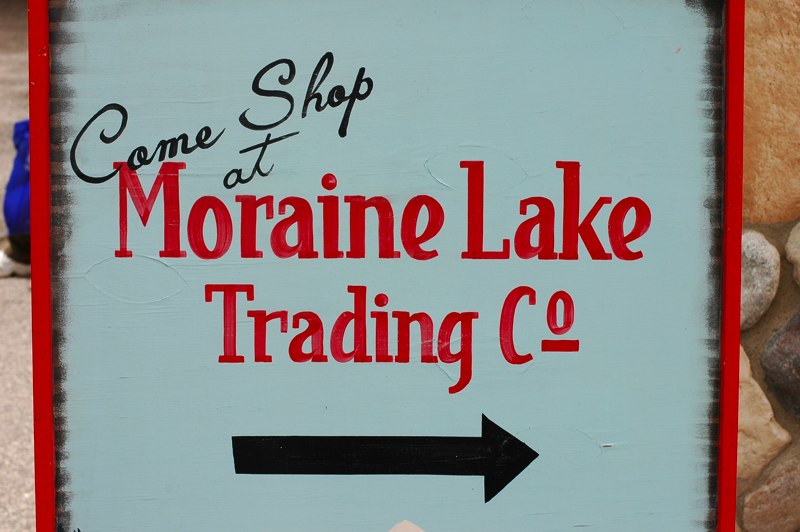 Come Shop
at
Moraine Lake
Trading Co